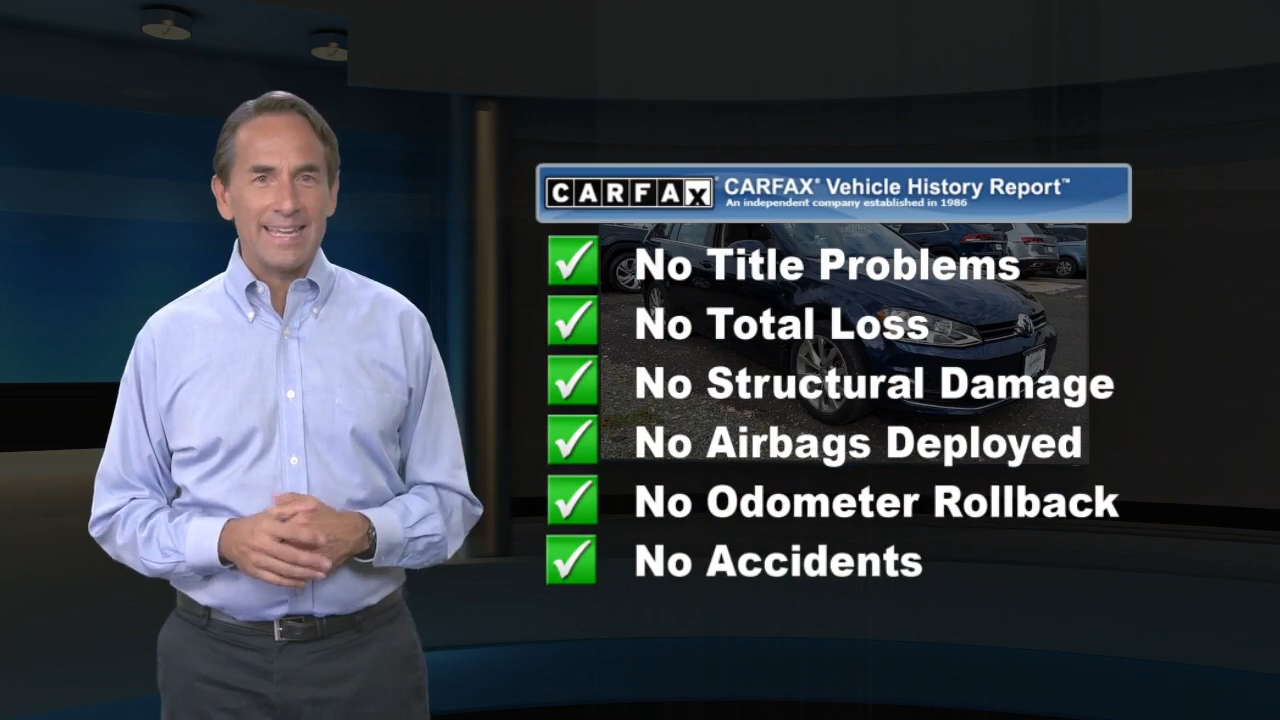 CARFAX® CARFAX® Vehicle History Report™
An independent company established in 1986
No Title Problems
No Total Loss
No Structural Damage
No Airbags Deployed
No Odometer Rollback
No Accidents